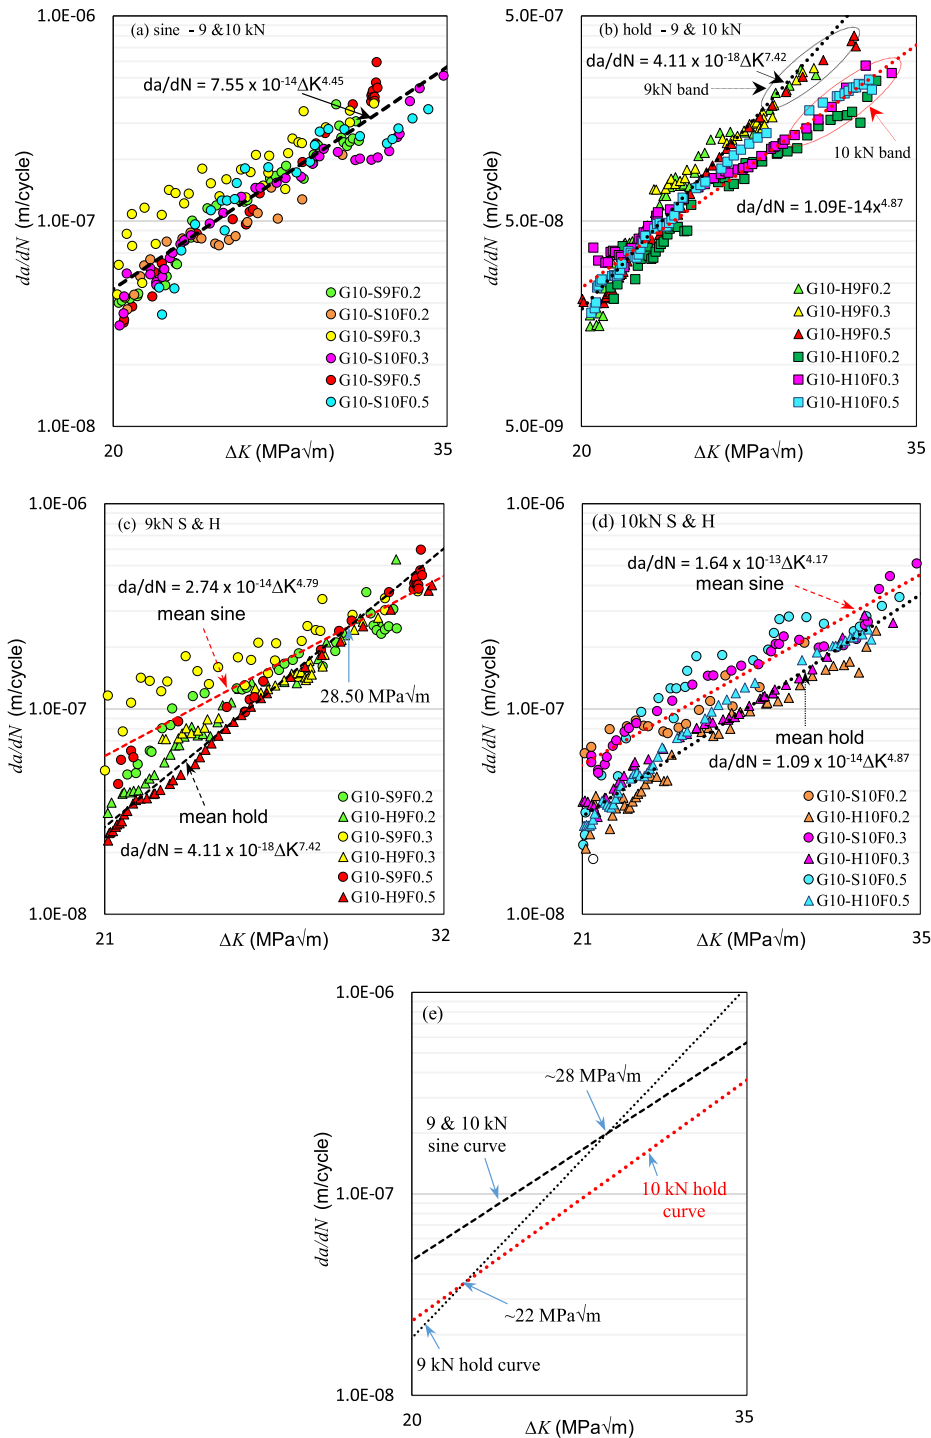 (a) sine - 9 &10 kN
1.0E-06
da/dN = 7.55 x 10⁻¹⁴ΔK⁴·⁴⁵
da/dN (m/cycle)
1.0E-07
G10-S9F0.2
G10-S10F0.2
G10-S9F0.3
G10-S10F0.3
G10-S9F0.5
G10-S10F0.5
1.0E-08
20
ΔK (MPa√m)
35
(b) hold - 9 & 10 kN
5.0E-07
da/dN = 4.11 x 10⁻¹⁸ΔK⁷·⁴²
9kN band
10 kN band
da/dN = 1.09E-14x⁴·⁸⁷
da/dN (m/cycle)
5.0E-08
G10-H9F0.2
G10-H9F0.3
G10-H9F0.5
G10-H10F0.2
G10-H10F0.3
G10-H10F0.5
5.0E-09
20
ΔK (MPa√m)
35
1.0E-06
(c) 9kN S & H
da/dN = 2.74 x 10⁻¹⁴ΔK⁴·⁷⁹
mean sine
28.50 MPa√m
da/dN (m/cycle)
1.0E-07
mean hold
da/dN = 4.11 x 10⁻¹⁸ΔK⁷·⁴²
G10-S9F0.2
G10-H9F0.2
G10-S9F0.3
G10-H9F0.3
G10-S9F0.5
G10-H9F0.5
1.0E-08
21
ΔK (MPa√m)
32
1.0E-06
(d) 10kN S & H
da/dN = 1.64 x 10⁻¹³ΔK⁴·¹⁷
mean sine
da/dN (m/cycle)
1.0E-07
mean hold
da/dN = 1.09 x 10⁻¹⁴ΔK⁴·⁸⁷
G10-S10F0.2
G10-H10F0.2
G10-S10F0.3
G10-H10F0.3
G10-S10F0.5
G10-H10F0.5
1.0E-08
21
ΔK (MPa√m)
35
1.0E-06
(e)
~28 MPa√m
9 & 10 kN
sine curve
da/dN (m/cycle)
1.0E-07
10 kN hold
curve
~22 MPa√m
9 kN hold curve
1.0E-08
20
ΔK (MPa√m)
35